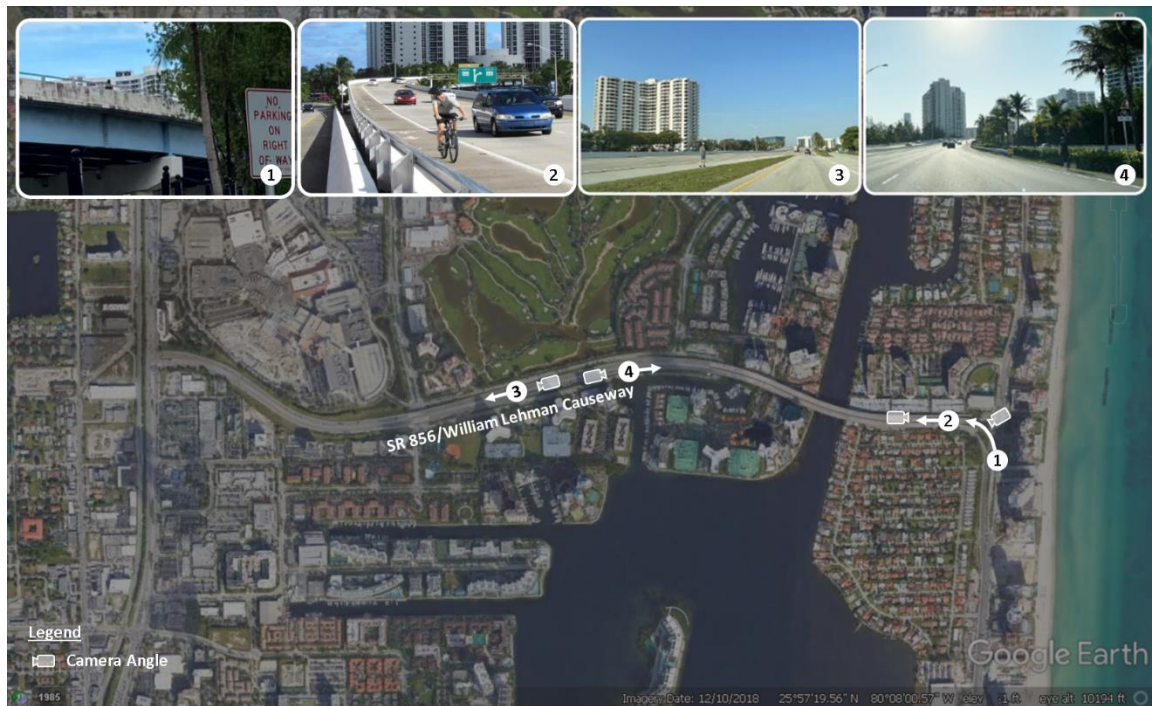 NO
PARKING
ON
RIGHT
OF WAY
1
2
3
4
3
4
SR 856/William Lehman Causeway
2
1
Legend
Camera Angle
Google Earth
1985
Imagery Date: 12/10/2018 25°57'19.56" N 80°08'00.57" W elev -1 ft eye alt 10194 ft